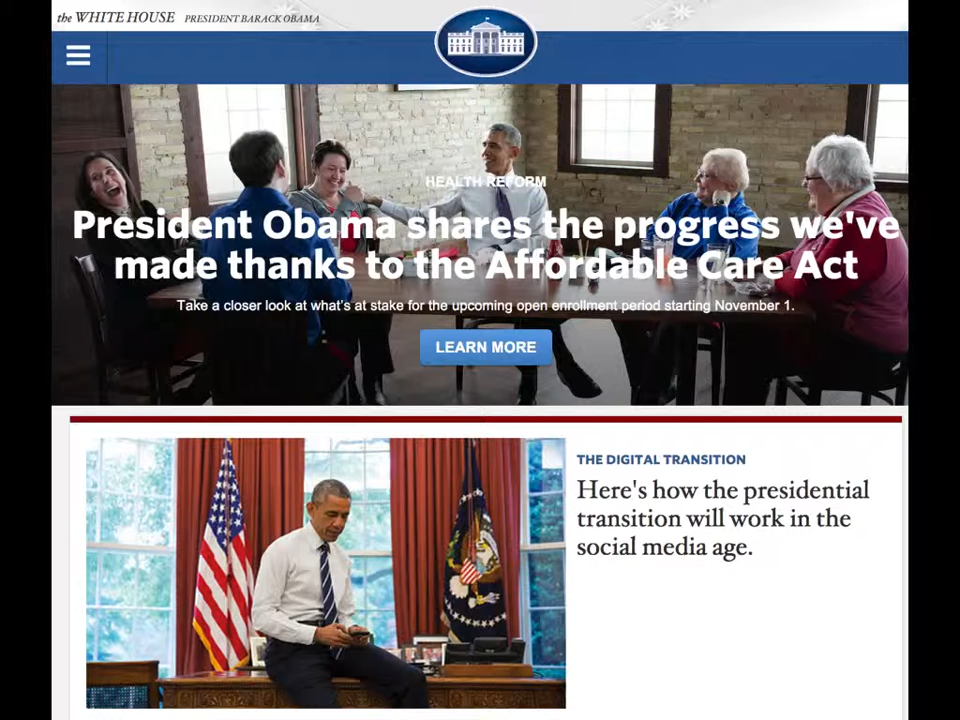 the WHITE HOUSE PRESIDENT BARACK OBAMA
HEALTH REFORM
President Obama shares the progress we've
made thanks to the Affordable Care Act
Take a closer look at what's at stake for the upcoming open enrollment period starting November 1.
LEARN MORE
THE DIGITAL TRANSITION
Here's how the presidential
transition will work in the
social media age.